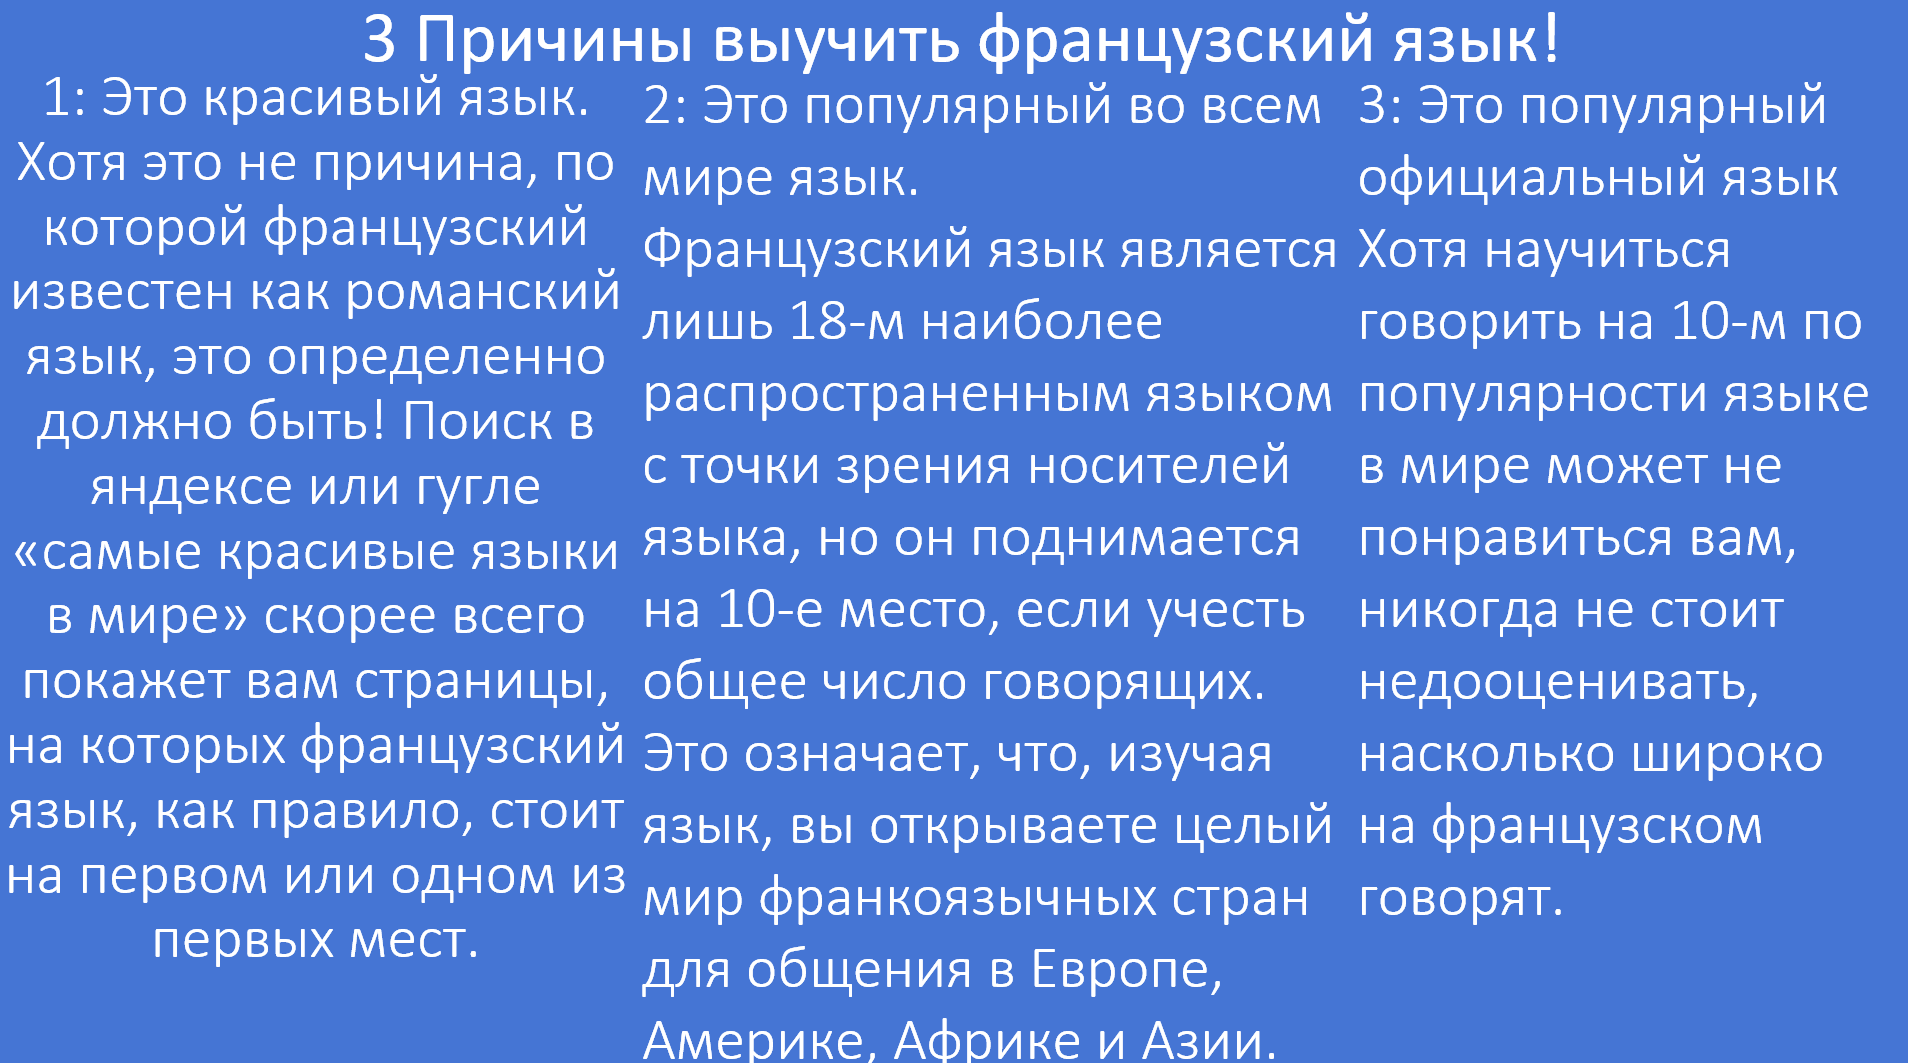 3 Причины выучить французский язык!
1: Это красивый язык.
Хотя это не причина, по
которой французский
известен как романский
язык, это определенно
должно быть! Поиск в
яндексе или гугле
«самые красивые языки
в мире» скорее всего
покажет вам страницы,
на которых французский
язык, как правило, стоит
на первом или одном из
первых мест.
2: Это популярный во всем
мире язык.
Французский язык является
лишь 18-м наиболее
распространенным языком
с точки зрения носителей
языка, но он поднимается
на 10-е место, если учесть
общее число говорящих.
Это означает, что, изучая
язык, вы открываете целый
мир франкоязычных стран
для общения в Европе,
Америке, Африке и Азии.
3: Это популярный
официальный язык
Хотя научиться
говорить на 10-м по
популярности языке
в мире может не
понравиться вам,
никогда не стоит
недооценивать,
насколько широко
на французском
говорят.